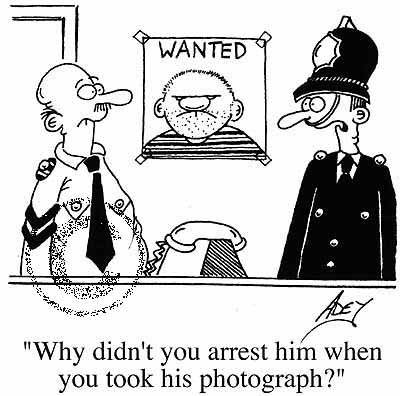 WANTED
ADEY
"Why didn't you arrest him when
you took his photograph?"